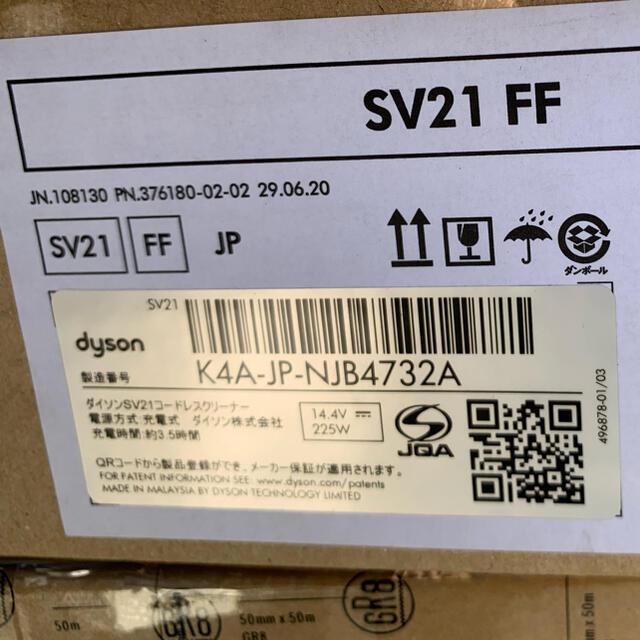 SV21 FF
JN.108130 PN.376180-02-02 29.06.20
SV21 FF JP
ダンボール
SV21
dyson
製造番号 K4A-JP-NJB4732A
ダイソンSV21コードレスクリーナー
電源方式:充電式 ダイソン株式会社
充電時間:約3.5時間
14.4V
225W
JQA
QRコードから製品登録ができ、メーカー保証が適用されます。
FOR PATENT INFORMATION SEE: www.dyson.com/patents
MADE IN MALAYSIA BY DYSON TECHNOLOGY LIMITED
496878-01/03
50m
GR8
50mm x 50m
GR8
GR8